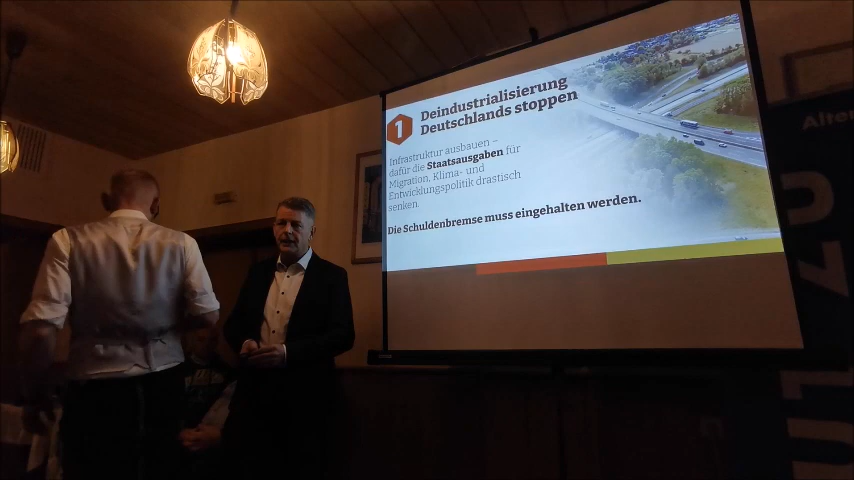 1
Deindustrialisierung
Deutschlands stoppen
Infrastruktur ausbauen –
dafür die Staatsausgaben für
Migration, Klima- und
Entwicklungspolitik drastisch
senken.
Die Schuldenbremse muss eingehalten werden.
Alter